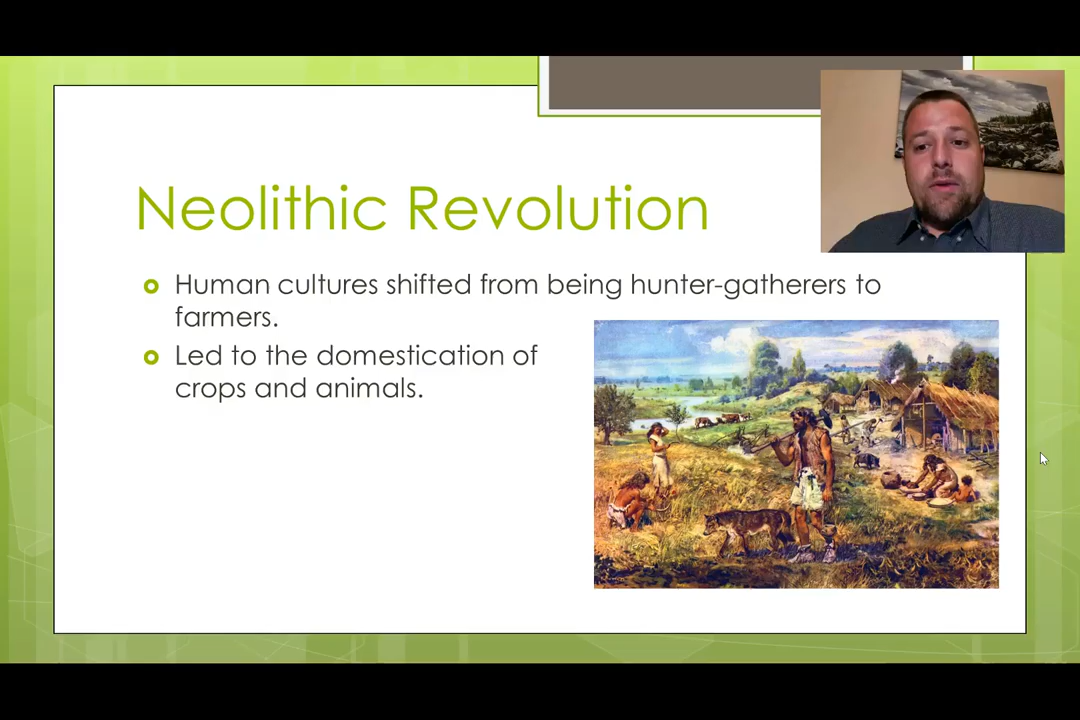 Neolithic Revolution
Human cultures shifted from being hunter-gatherers to
farmers.
Led to the domestication of
crops and animals.